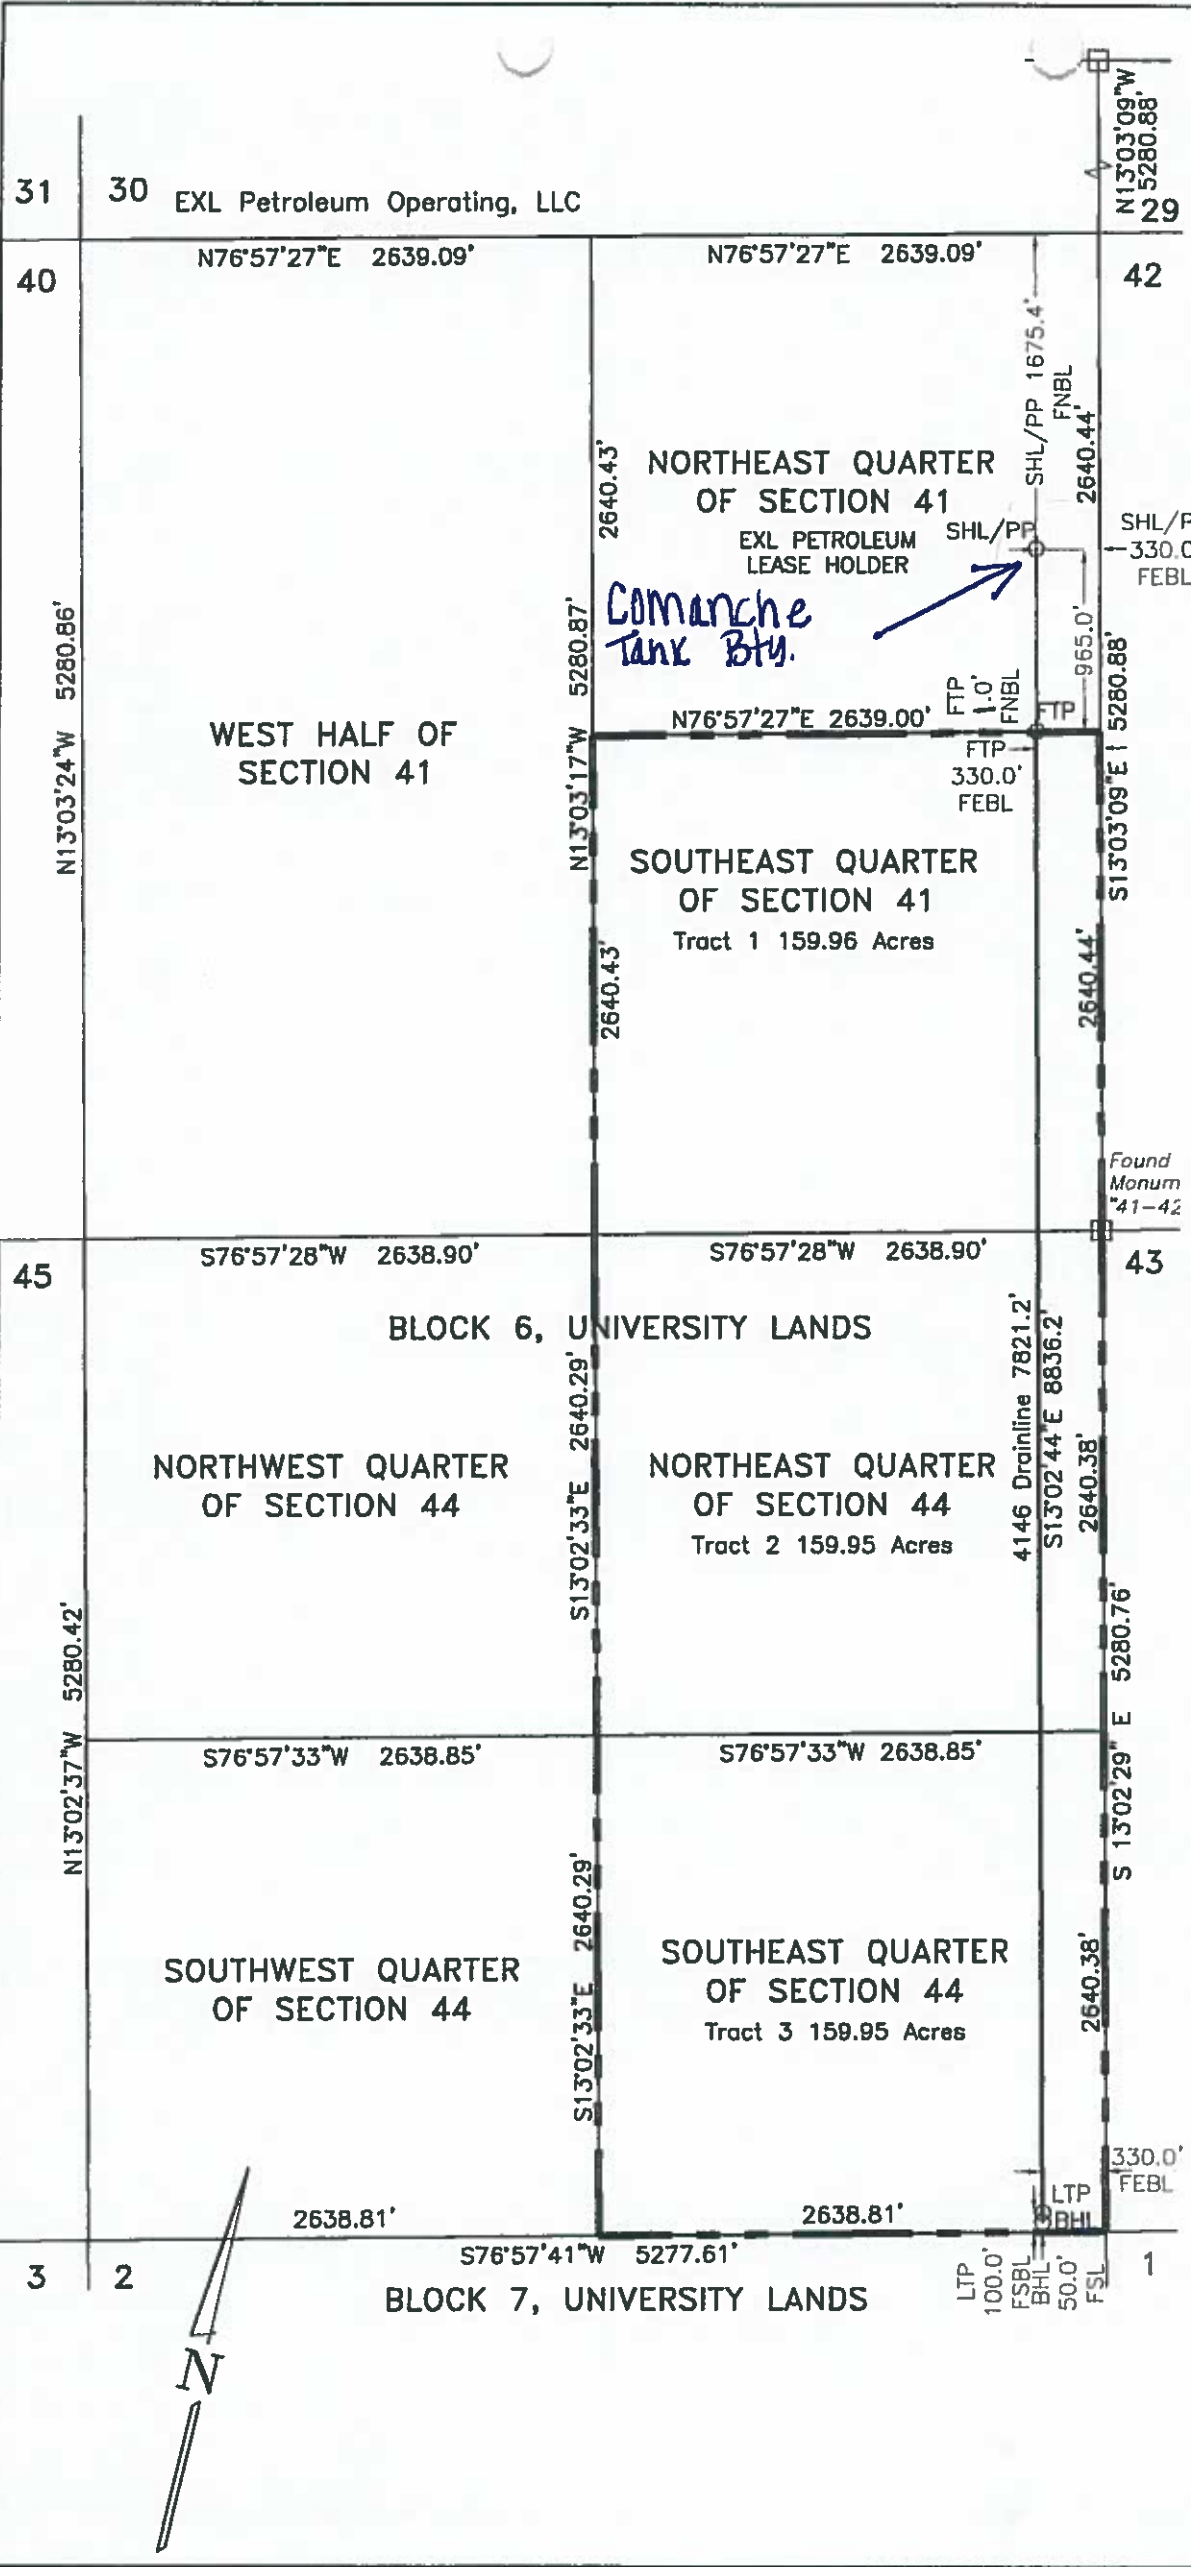 N13°03'09"W
5280.88'
31
30
EXL Petroleum Operating, LLC
29
N76°57'27"E 2639.09'
N76°57'27"E 2639.09'
40
42
SHL/PP 1675.4'
FNBL
2640.44'
2640.43'
NORTHEAST QUARTER
OF SECTION 41
EXL PETROLEUM
LEASE HOLDER
SHL/PP
SHL/P
330.0
FEBL
Comanche
Tank Bty.
965.0'
N13°03'24"W 5280.86'
N13°03'17"W 5280.87'
S13°03'09"E 5280.88'
WEST HALF OF
SECTION 41
N76°57'27"E 2639.00'
FTP
1.0'
FNBL
FTP
FTP
330.0'
FEBL
SOUTHEAST QUARTER
OF SECTION 41
Tract 1 159.96 Acres
2640.43'
2640.44'
Found
Monum
"41-42
S76°57'28"W 2638.90'
S76°57'28"W 2638.90'
45
43
BLOCK 6, UNIVERSITY LANDS
4146 Drainline 7821.2'
S13°02'44"E 8836.2'
S13°02'33"E 2640.29'
2640.38'
NORTHWEST QUARTER
OF SECTION 44
NORTHEAST QUARTER
OF SECTION 44
Tract 2 159.95 Acres
N13°02'37"W 5280.42'
S 13°02'29" E 5280.76'
S76°57'33"W 2638.85'
S76°57'33"W 2638.85'
S13°02'33"E 2640.29'
2640.38'
SOUTHWEST QUARTER
OF SECTION 44
SOUTHEAST QUARTER
OF SECTION 44
Tract 3 159.95 Acres
330.0'
FEBL
LTP
BHL
2638.81'
2638.81'
S76°57'41"W 5277.61'
3
2
1
BLOCK 7, UNIVERSITY LANDS
LTP
100.0'
FSBL
BHL
50.0'
FSL
N